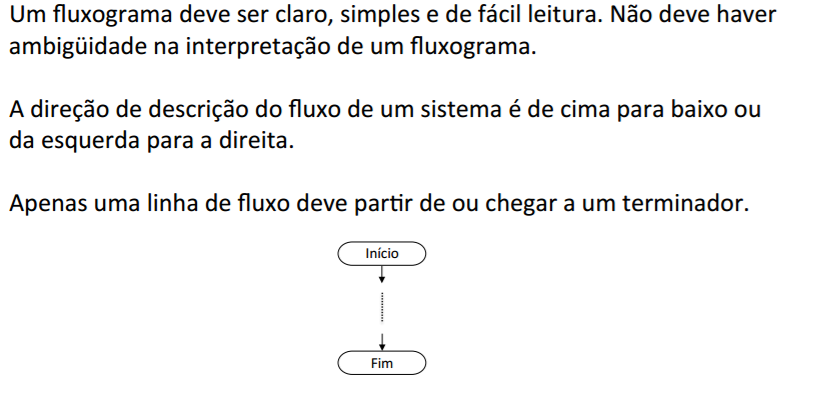 Um fluxograma deve ser claro, simples e de fácil leitura. Não deve haver
ambigüidade na interpretação de um fluxograma.
A direção de descrição do fluxo de um sistema é de cima para baixo ou
da esquerda para a direita.
Apenas uma linha de fluxo deve partir de ou chegar a um terminador.
Início
Fim